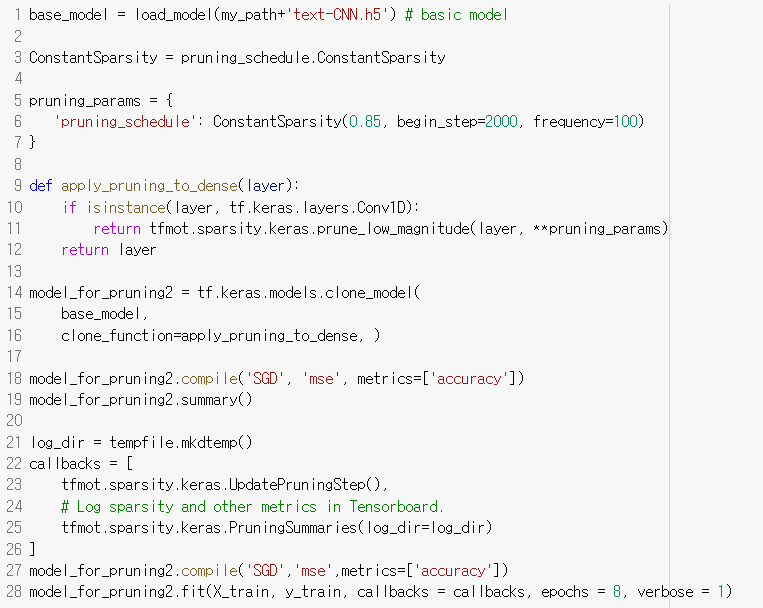 1 base_model = load_model(my_path+'text-CNN.h5') # basic model
2
3 ConstantSparsity = pruning_schedule.ConstantSparsity
4
5 pruning_params = {
6    'pruning_schedule': ConstantSparsity(0.85, begin_step=2000, frequency=100)
7 }
8
9 def apply_pruning_to_dense(layer):
10     if isinstance(layer, tf.keras.layers.Conv1D):
11         return tfmot.sparsity.keras.prune_low_magnitude(layer, **pruning_params)
12     return layer
13
14 model_for_pruning2 = tf.keras.models.clone_model(
15     base_model,
16     clone_function=apply_pruning_to_dense, )
17
18 model_for_pruning2.compile('SGD', 'mse', metrics=['accuracy'])
19 model_for_pruning2.summary()
20
21 log_dir = tempfile.mkdtemp()
22 callbacks = [
23     tfmot.sparsity.keras.UpdatePruningStep(),
24     # Log sparsity and other metrics in Tensorboard.
25     tfmot.sparsity.keras.PruningSummaries(log_dir=log_dir)
26 ]
27 model_for_pruning2.compile('SGD','mse',metrics=['accuracy'])
28 model_for_pruning2.fit(X_train, y_train, callbacks = callbacks, epochs = 8, verbose = 1)